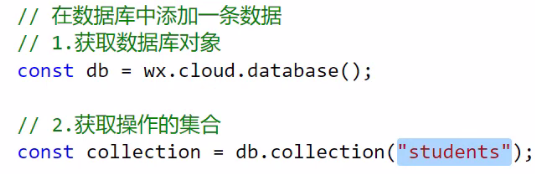 // 在数据库中添加一条数据
// 1.获取数据库对象
const db = wx.cloud.database();
// 2.获取操作的集合
const collection = db.collection("students");